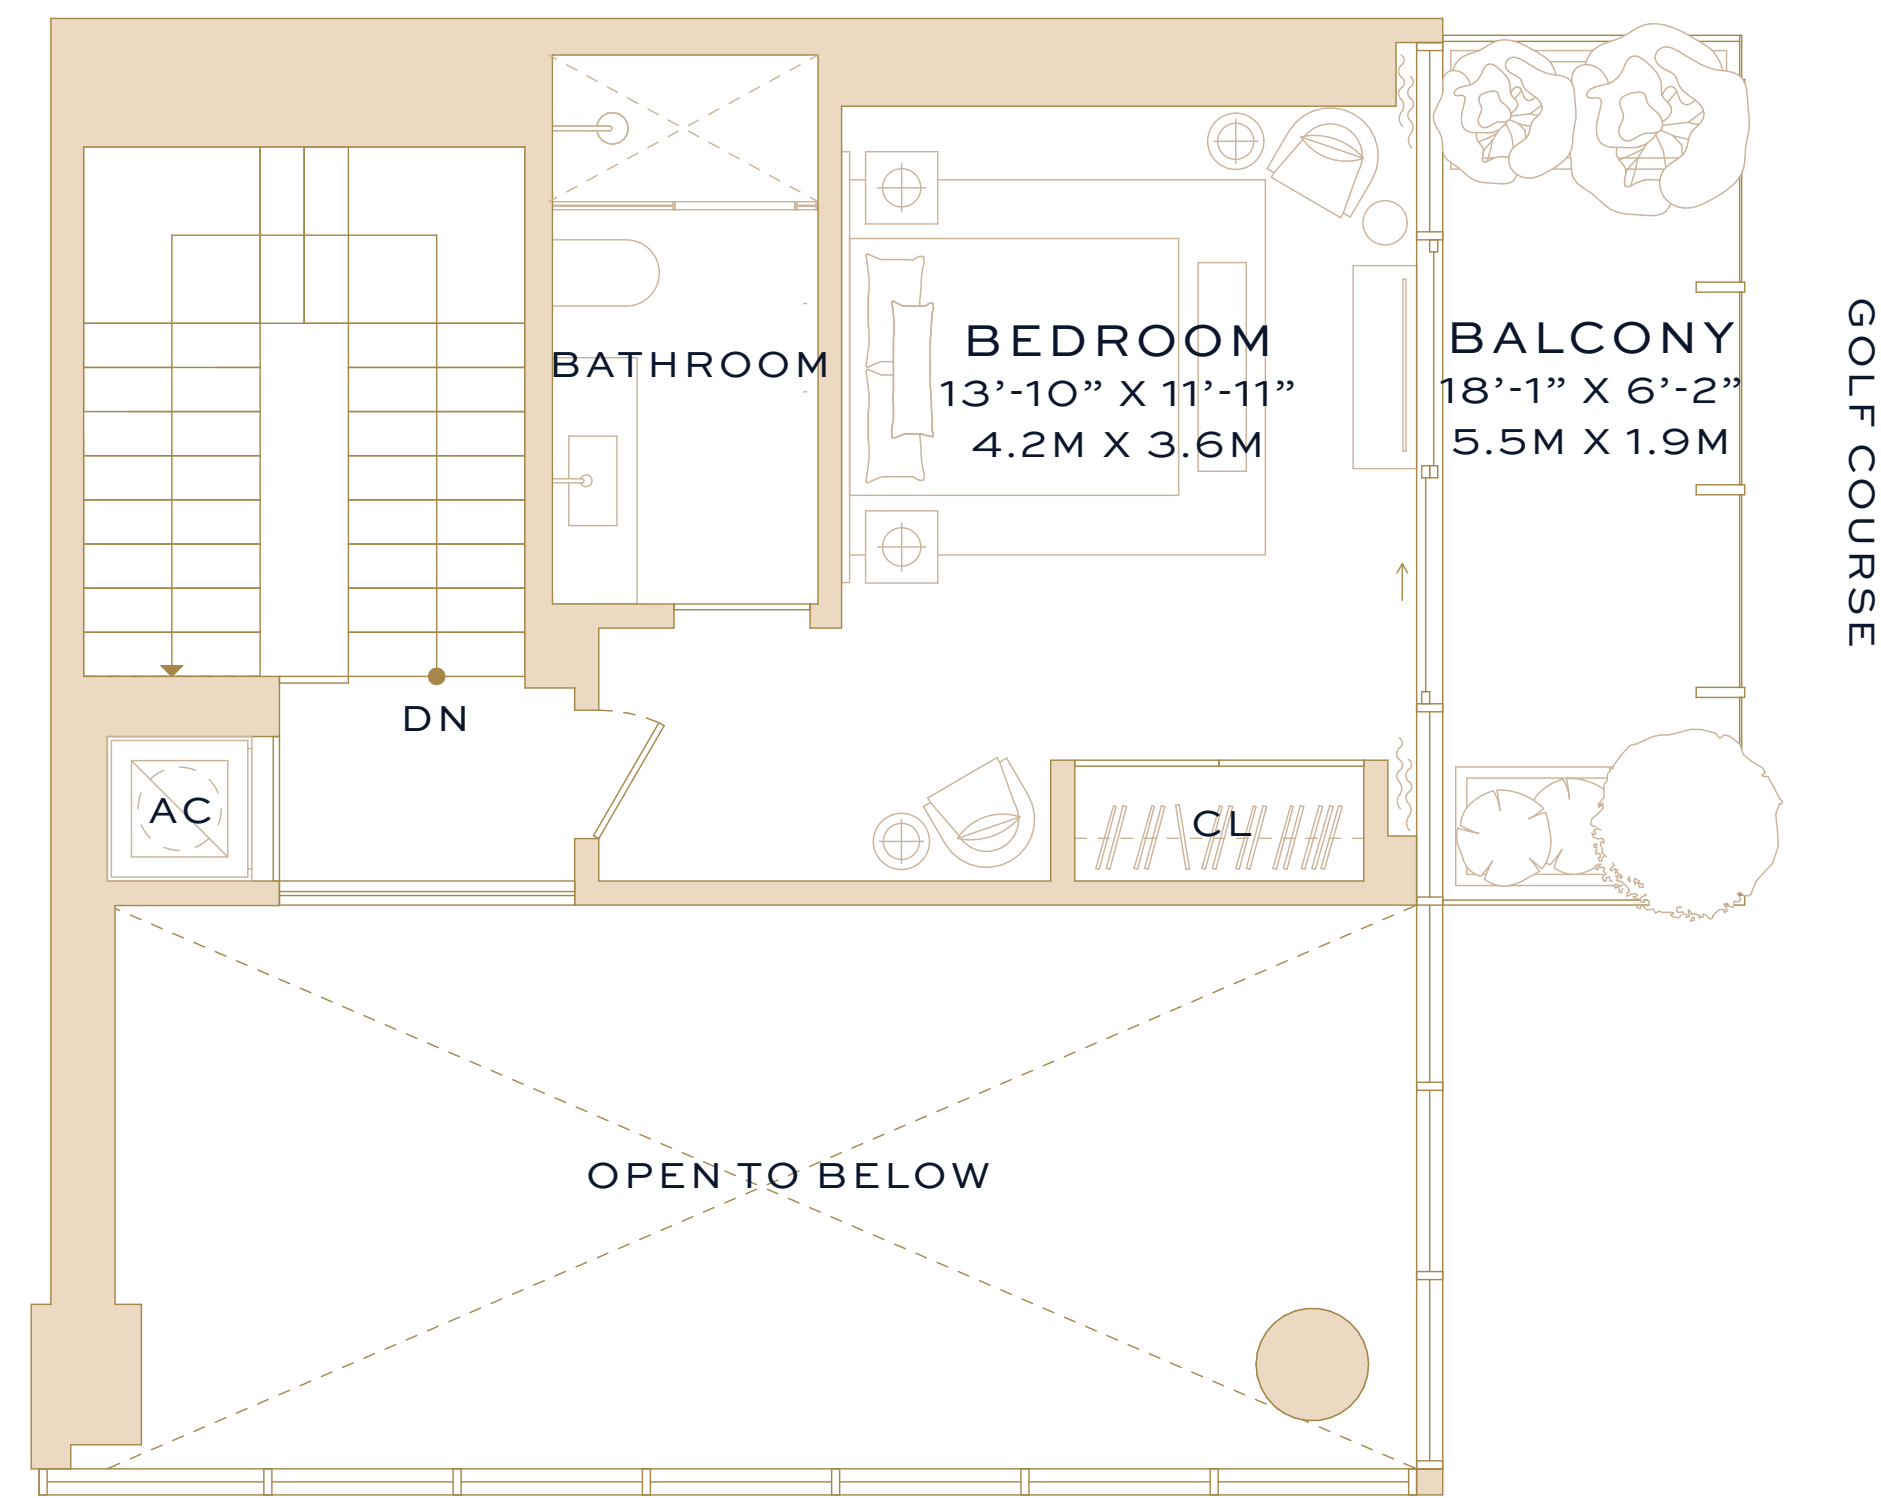 BATHROOM
BEDROOM
13’-10” X 11’-11”
4.2M X 3.6M
BALCONY
18’-1” X 6’-2”
5.5M X 1.9M
GOLF COURSE
DN
AC
CL
OPEN TO BELOW